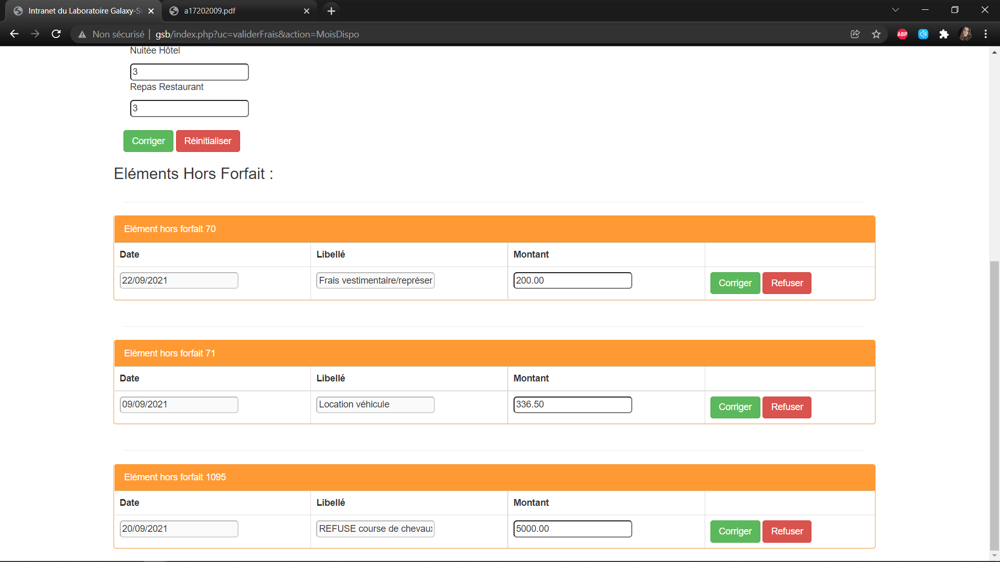 Intranet du Laboratoire Galaxy-Sw
a17202009.pdf
Non sécurisé | gsb/index.php?uc=validerFrais&action=MoisDispo
ABP
Nuitée Hôtel
3
Repas Restaurant
3
Corriger Réinitialiser
Eléments Hors Forfait :
Elément hors forfait 70
Date Libellé Montant
22/09/2021 Frais vestimentaire/représer 200.00 Corriger Refuser
Elément hors forfait 71
Date Libellé Montant
09/09/2021 Location véhicule 336.50 Corriger Refuser
Elément hors forfait 1095
Date Libellé Montant
20/09/2021 REFUSE course de chevaux 5000.00 Corriger Refuser